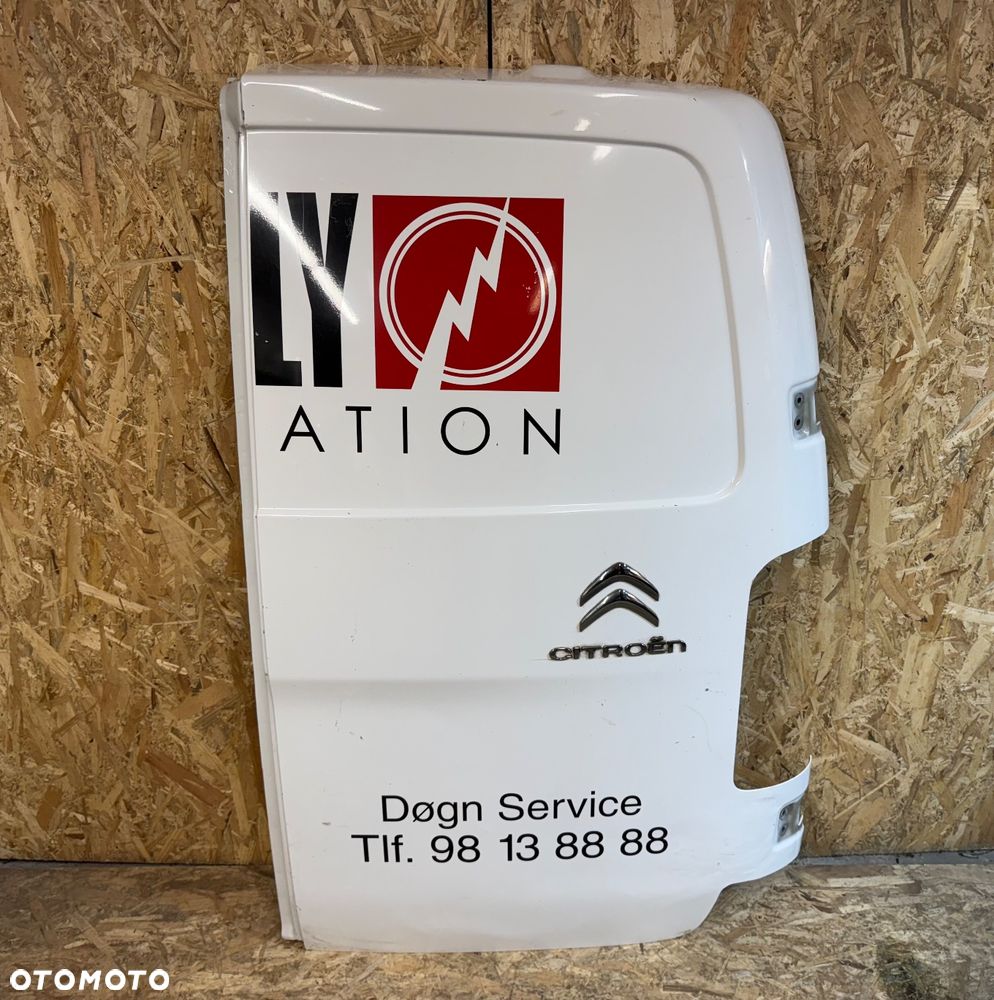 LY
ATION
CITROËN
Døgn Service
Tlf. 98 13 88 88
OTOMOTO